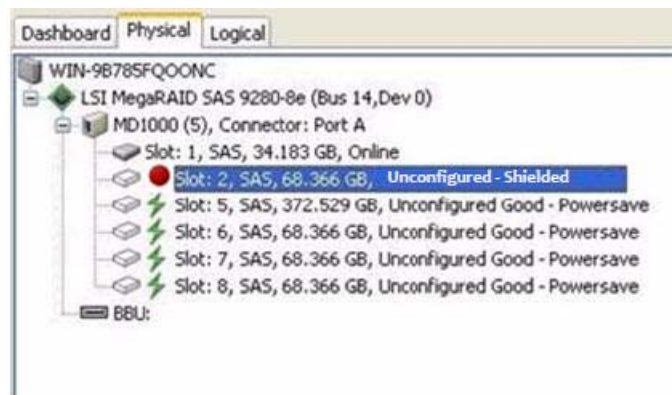 Dashboard Physical Logical
WIN-9B785FQOONC
LSI MegaRAID SAS 9280-8e (Bus 14,Dev 0)
MD1000 (5), Connector: Port A
Slot: 1, SAS, 34.183 GB, Online
Slot: 2, SAS, 68.366 GB, Unconfigured - Shielded
Slot: 5, SAS, 372.529 GB, Unconfigured Good - Powersave
Slot: 6, SAS, 68.366 GB, Unconfigured Good - Powersave
Slot: 7, SAS, 68.366 GB, Unconfigured Good - Powersave
Slot: 8, SAS, 68.366 GB, Unconfigured Good - Powersave
BBU: